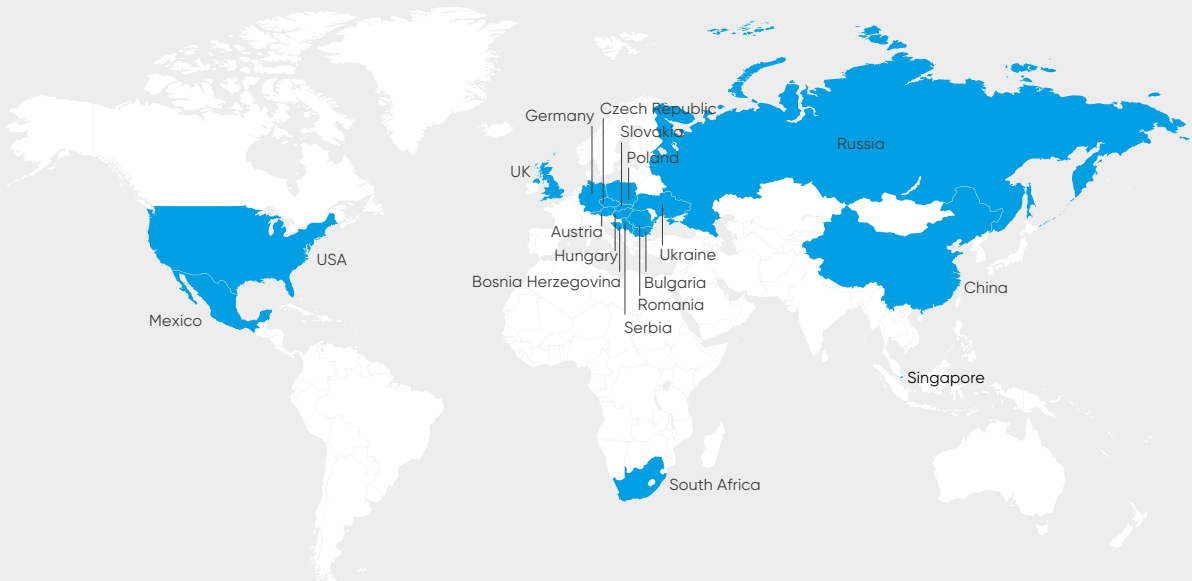 Germany
Czech Republic
Slovakia
Poland
Russia
UK
Austria
Hungary
Ukraine
USA
Bosnia Herzegovina
Bulgaria
China
Romania
Mexico
Serbia
Singapore
South Africa